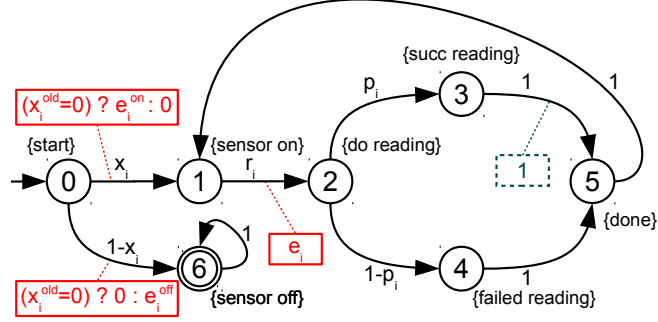 {succ reading}
1
1
(x_i^old=0) ? e_i^on : 0
p_i
3
{start}
{sensor on}
{do reading}
1
0
x_i
1
r_i
2
5
1-x_i
1
e_i
{done}
6
1-p_i
4
1
(x_i^old=0) ? 0 : e_i^off
{sensor off}
{failed reading}